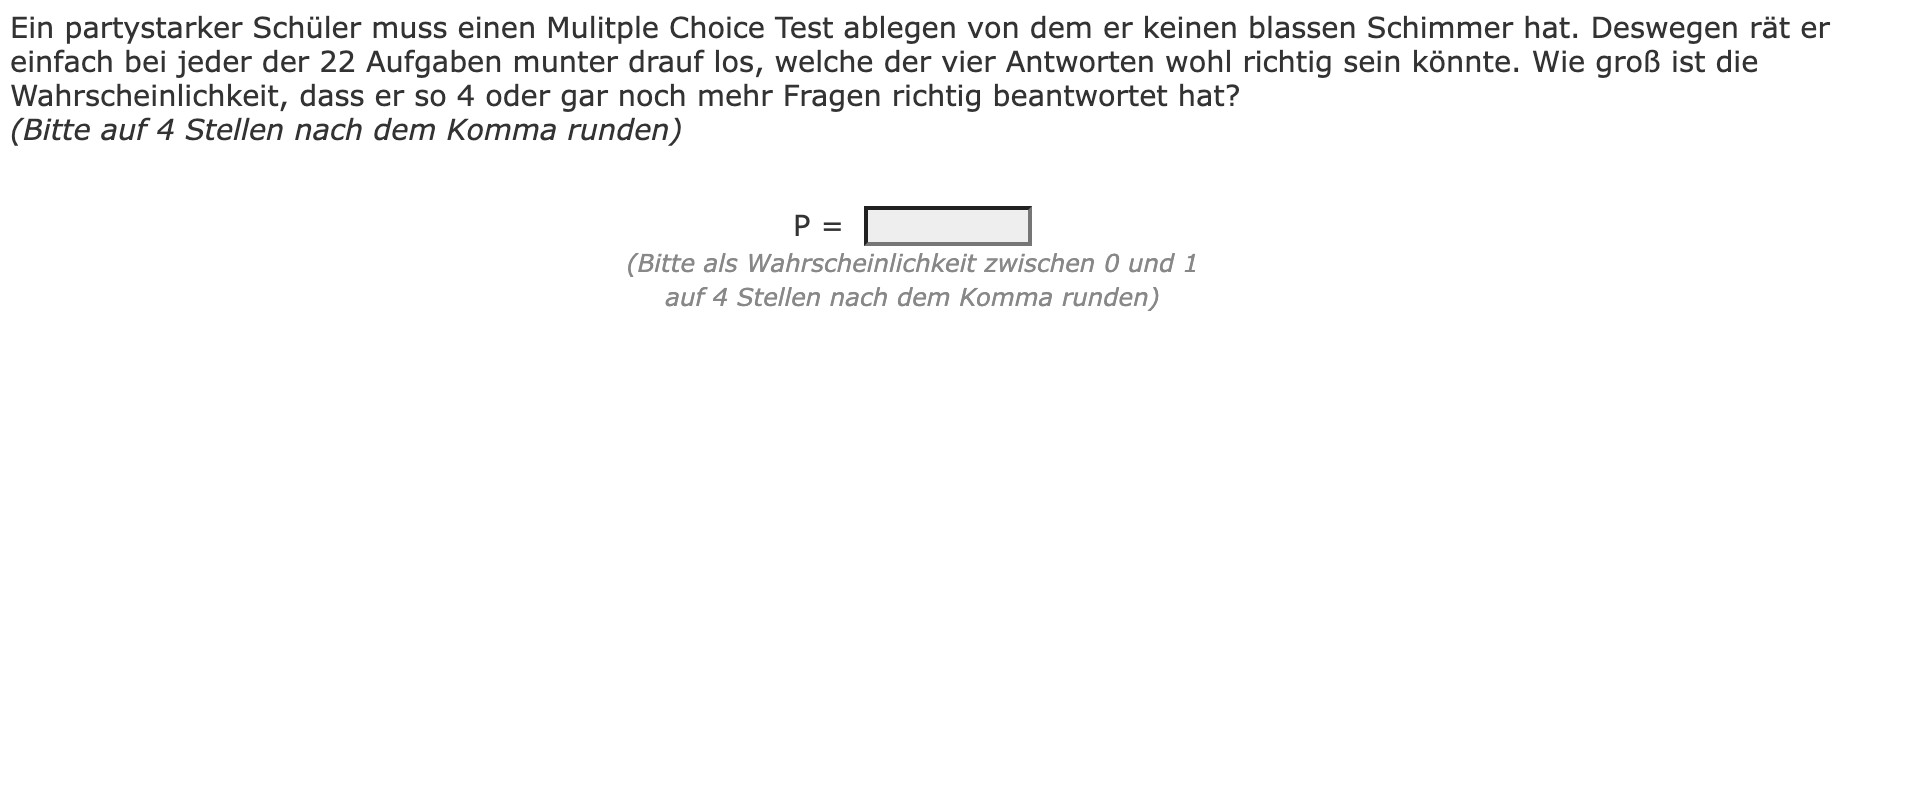 Ein partystarker Schüler muss einen Mulitple Choice Test ablegen von dem er keinen blassen Schimmer hat. Deswegen rät er
einfach bei jeder der 22 Aufgaben munter drauf los, welche der vier Antworten wohl richtig sein könnte. Wie groß ist die
Wahrscheinlichkeit, dass er so 4 oder gar noch mehr Fragen richtig beantwortet hat?
(Bitte auf 4 Stellen nach dem Komma runden)
P =
(Bitte als Wahrscheinlichkeit zwischen 0 und 1
auf 4 Stellen nach dem Komma runden)